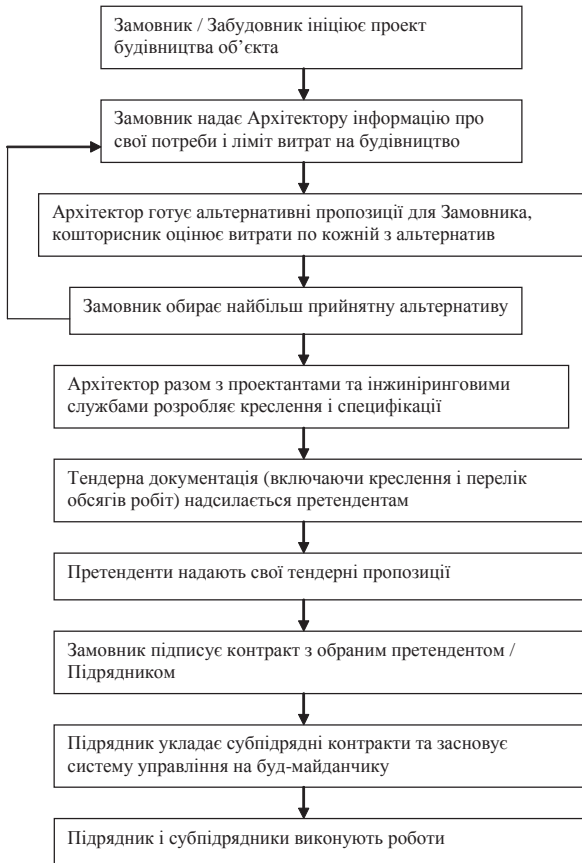 Замовник / Забудовник ініціює проект
будівництва об’єкта
Замовник надає Архітектору інформацію про
свої потреби і ліміт витрат на будівництво
Архітектор готує альтернативні пропозиції для Замовника,
кошторисник оцінює витрати по кожній з альтернатив
Замовник обирає найбільш прийнятну альтернативу
Архітектор разом з проектантами та інжиніринговими
службами розробляє креслення і специфікації
Тендерна документація (включаючи креслення і перелік
обсягів робіт) надсилається претендентам
Претенденти надають свої тендерні пропозиції
Замовник підписує контракт з обраним претендентом /
Підрядником
Підрядник укладає субпідрядні контракти та засновує
систему управління на буд-майданчику
Підрядник і субпідрядники виконують роботи